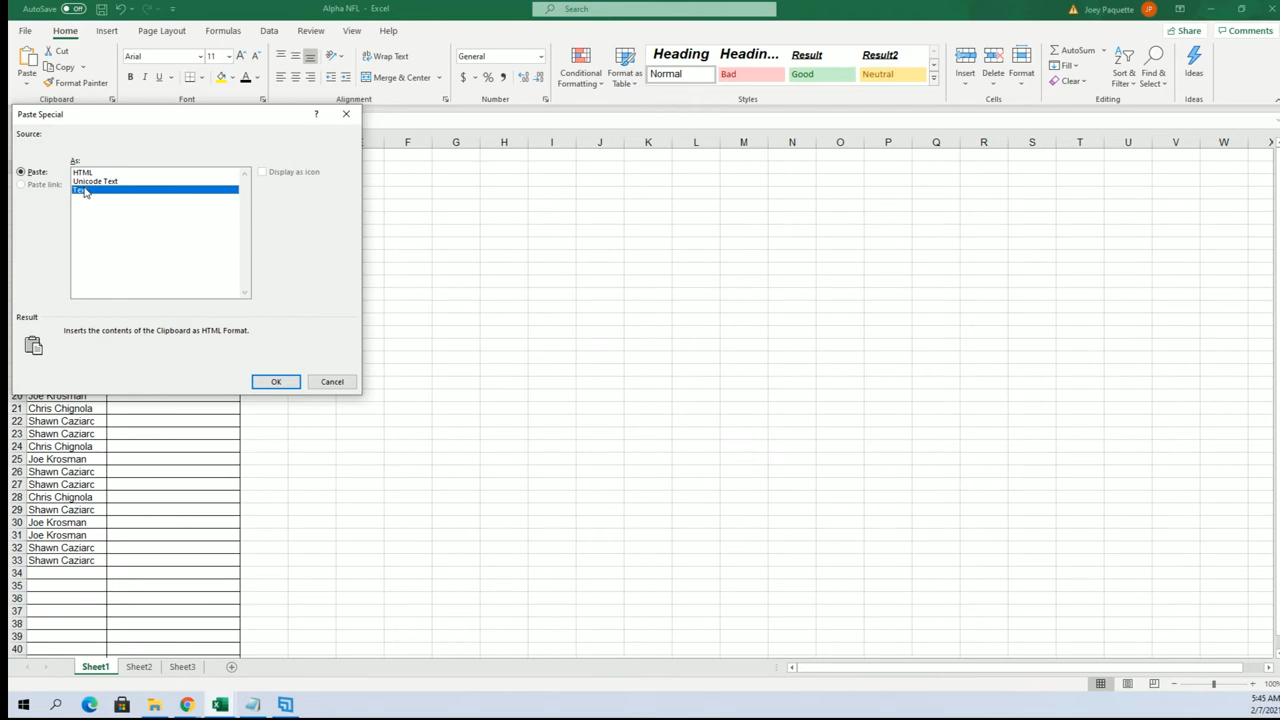 AutoSave Off Alpha NFL - Excel Search Joey Paquette JP
File Home Insert Page Layout Formulas Data Review View Help Share Comments
Paste Cut Copy Format Painter
Arial 11 B I U A A A
Wrap Text
Merge & Center
General $ % ,
Conditional Formatting
Format as Table
Heading Headin... Result Result2
Normal Bad Good Neutral
Insert Delete Format
AutoSum Fill Clear
Sort & Filter
Find & Select
Ideas
Clipboard Font Alignment Number Styles Cells Editing Ideas
Paste Special ?
Source:
As:
Paste: HTML Display as icon
Paste link: Unicode Text
Result
Inserts the contents of the Clipboard as HTML Format.
OK Cancel
F G H I J K L M N O P Q R S T U V W X
20 Joe Krosman
21 Chris Chignola
22 Shawn Caziarc
23 Shawn Caziarc
24 Chris Chignola
25 Joe Krosman
26 Shawn Caziarc
27 Shawn Caziarc
28 Chris Chignola
29 Shawn Caziarc
30 Joe Krosman
31 Joe Krosman
32 Shawn Caziarc
33 Shawn Caziarc
34
35
36
37
38
39
40
Sheet1 Sheet2 Sheet3
100%
5:45 AM